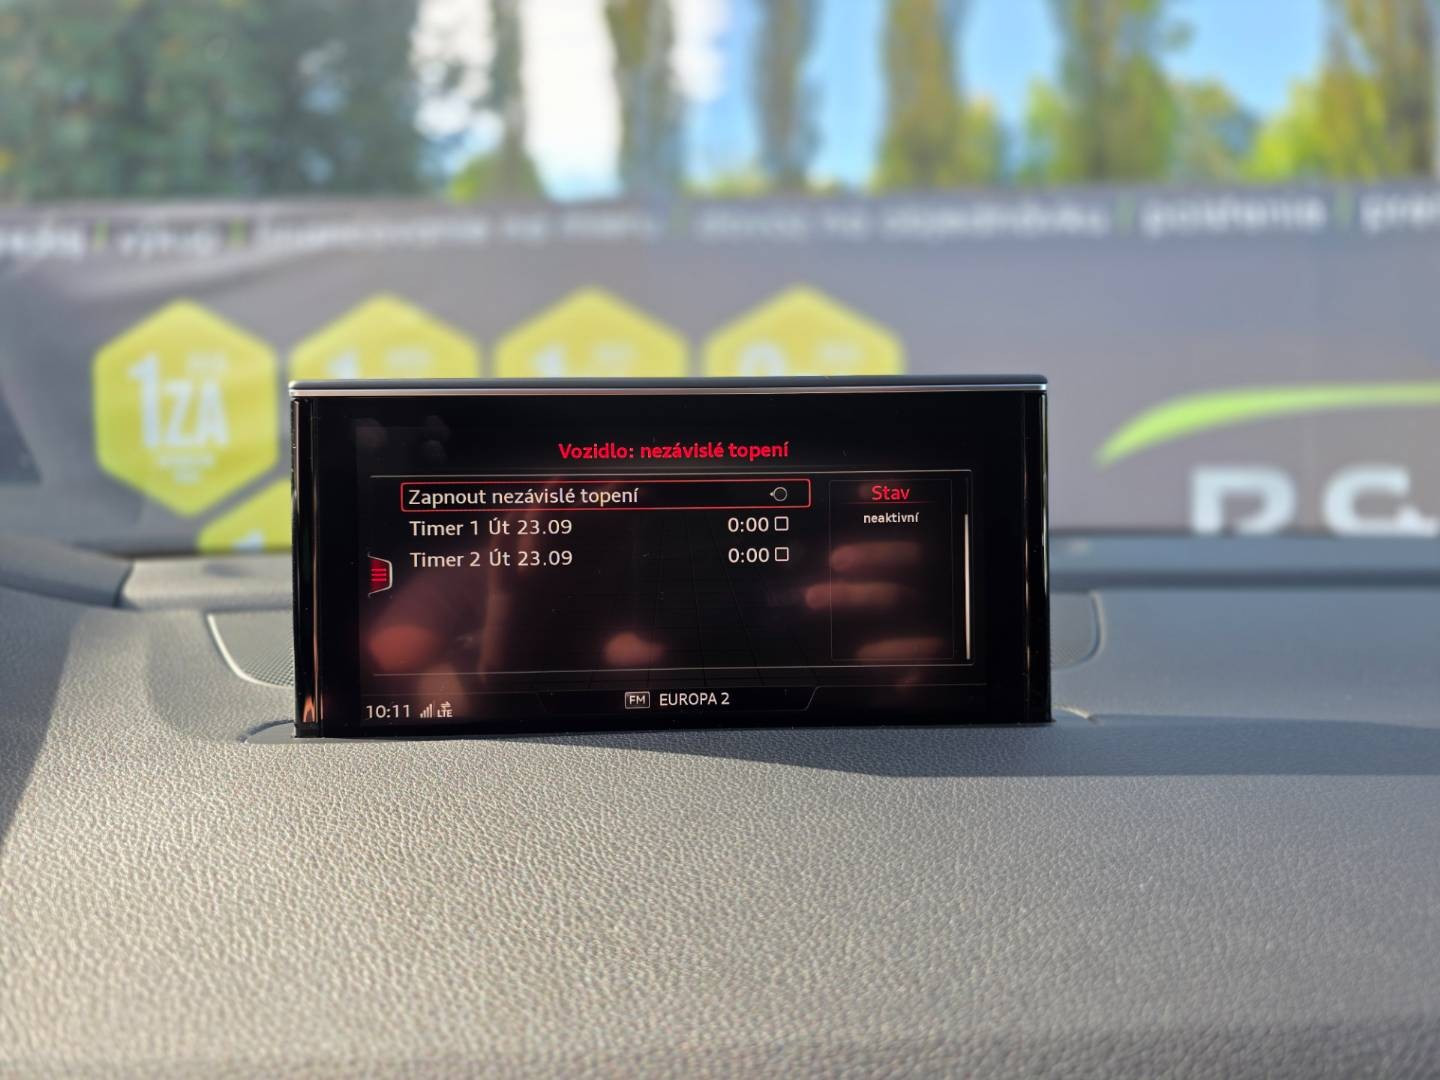 1ZA
Vozidlo: nezávislé topení
Zapnout nezávislé topení
Timer 1 Út 23.09 0:00
Timer 2 Út 23.09 0:00
Stav
neaktivní
10:11 LTE
FM EUROPA 2